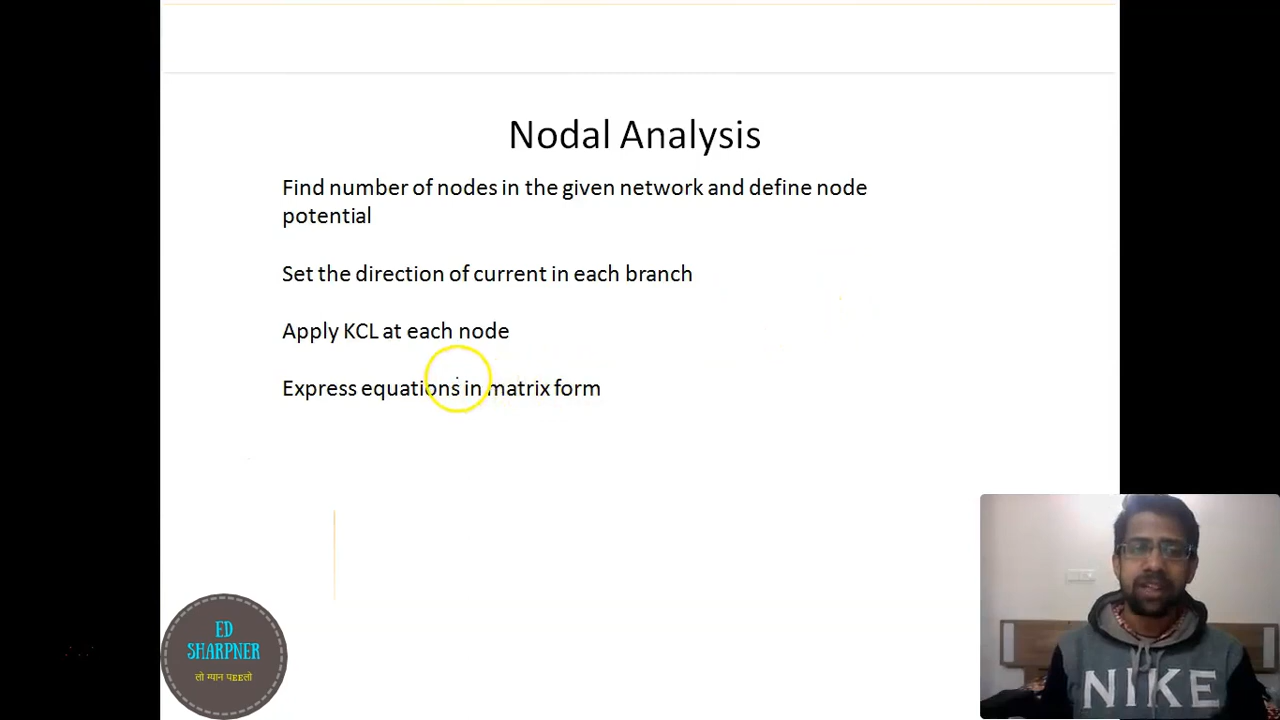 Nodal Analysis
Find number of nodes in the given network and define node
potential
Set the direction of current in each branch
Apply KCL at each node
Express equations in matrix form
ED
SHARPNER
लो ग्यान पEEलो
NIKE